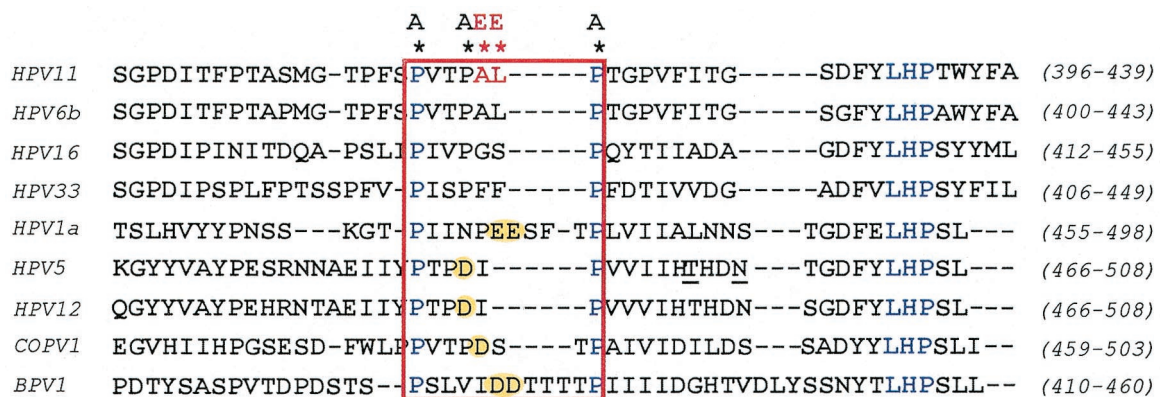 A AEE A
* *** *
HPV11 SGPDITFPTASMG-TPFSPVTPAL-----PTGPVFITG-----SDFYLHPTWYFA (396-439)
HPV6b SGPDITFPTAPMG-TPFSPVTPAL-----PTGPVFITG-----SGFYLHPAWYFA (400-443)
HPV16 SGPDIPINITDQA-PSLIPIVPGS-----PQYTIIADA-----GDFYLHPSYYML (412-455)
HPV33 SGPDIPSPLFPTSSPFV-PISPFF-----PFDTIVVDG-----ADFVLHPSYFIL (406-449)
HPV1a TSLHVYYPNSS---KGT-PIINPEESF-TPLVIIALNNS---TGDFELHPSL--- (455-498)
HPV5 KGYYVAYPESRNNAEIIYPTPDI------PVVIIHTHDN---TGDFYLHPSL--- (466-508)
HPV12 QGYYVAYPEHRNTAEIIYPTPDI------PVVVIHTHDN---SGDFYLHPSL--- (466-508)
COPV1 EGVHIIHPGSESD-FWLPPVTPDS----TPAIVIDILDS---SADYYLHPSLI-- (459-503)
BPV1 PDTYSASPVTDPDSTS--PSLVIDDTTTTPIIIIDGHTVDLYSSNYTLHPSLL-- (410-460)